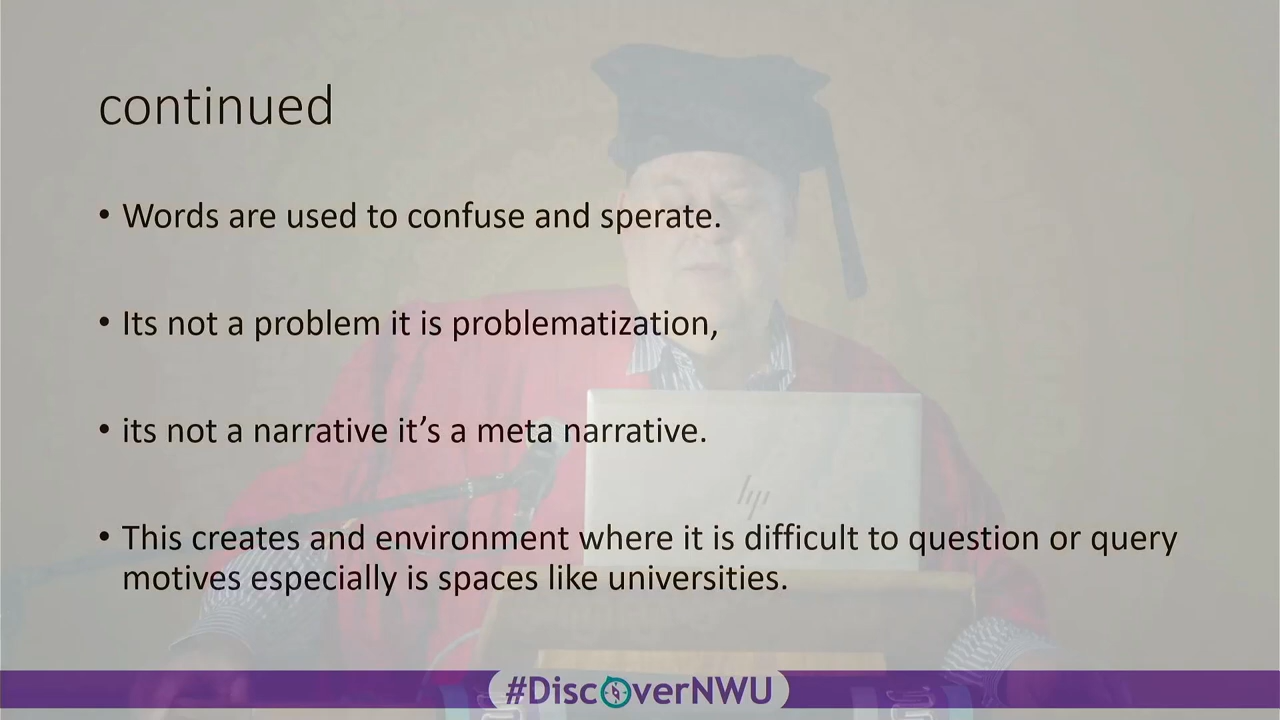 continued
• Words are used to confuse and sperate.
• Its not a problem it is problematization,
• its not a narrative it’s a meta narrative.
• This creates and environment where it is difficult to question or query
motives especially is spaces like universities.
hp
#DiscOverNWU